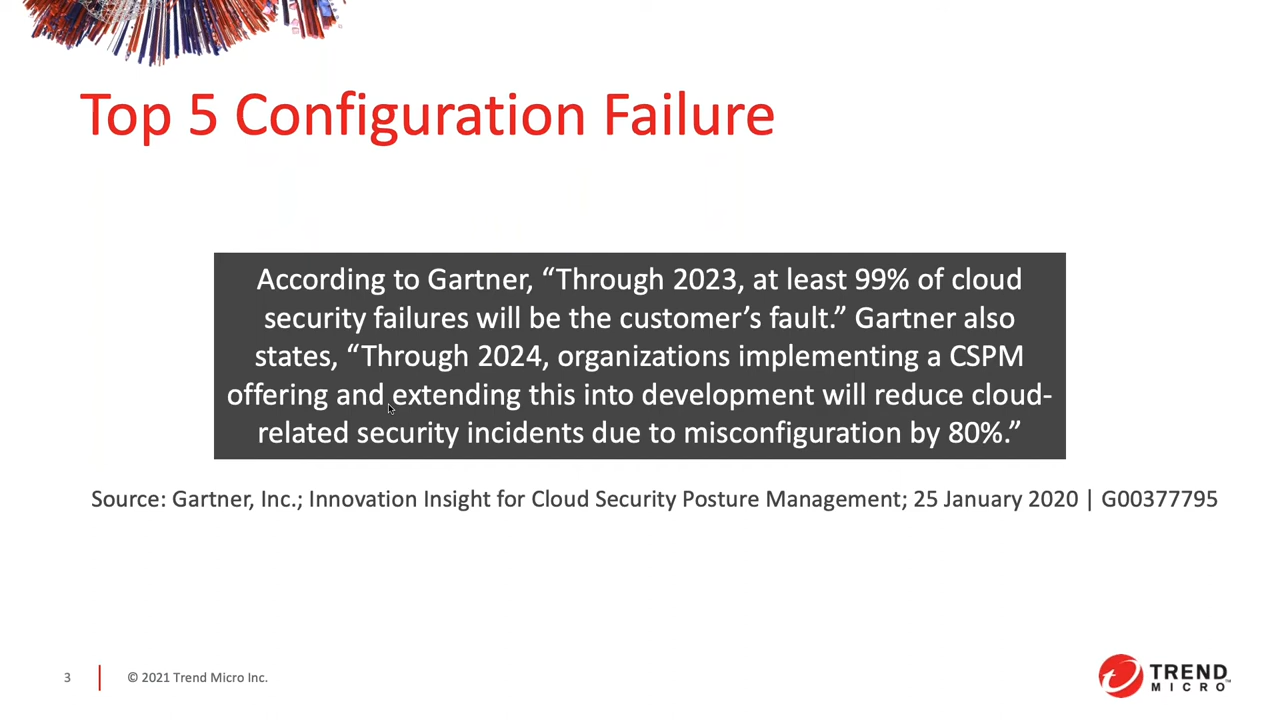 Top 5 Configuration Failure
According to Gartner, “Through 2023, at least 99% of cloud
security failures will be the customer’s fault.” Gartner also
states, “Through 2024, organizations implementing a CSPM
offering and extending this into development will reduce cloud-
related security incidents due to misconfiguration by 80%.”
Source: Gartner, Inc.; Innovation Insight for Cloud Security Posture Management; 25 January 2020 | G00377795
3
© 2021 Trend Micro Inc.
TREND
MICRO™